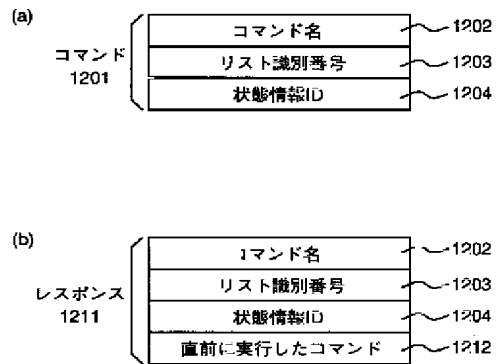 (a)
コマンド名 1202
コマンド
1201
リスト識別番号 1203
状態情報ID 1204
(b)
コマンド名 1202
リスト識別番号 1203
レスポンス
1211
状態情報ID 1204
直前に実行したコマンド 1212